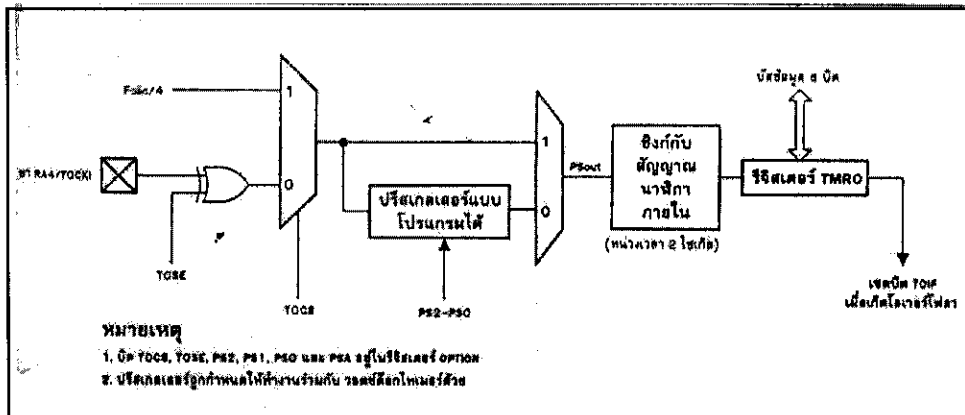 Fosc/4
1
บัสข้อมูล 8 บิต
ขา RA4/TOCKI
0
1
PSout
0
ซิงก์กับ
สัญญาณ
นาฬิกา
ภายใน
(หน่วงเวลา 2 ไซเกิล)
รีจิสเตอร์ TMRO
ปรีสเกลเลอร์แบบ
โปรแกรมได้
TOSE
TOCS
PS2-PSO
เซตบิต TOIF
เมื่อเกิดโอเวอร์โฟลว
หมายเหตุ
1. บิต TOCS, TOSE, PS2, PS1, PSO และ PSA อยู่ในรีจิสเตอร์ OPTION
2. ปรีสเกลเลอร์ถูกกำหนดให้ทำงานร่วมกับ วอตช์ด็อกไทเมอร์ด้วย